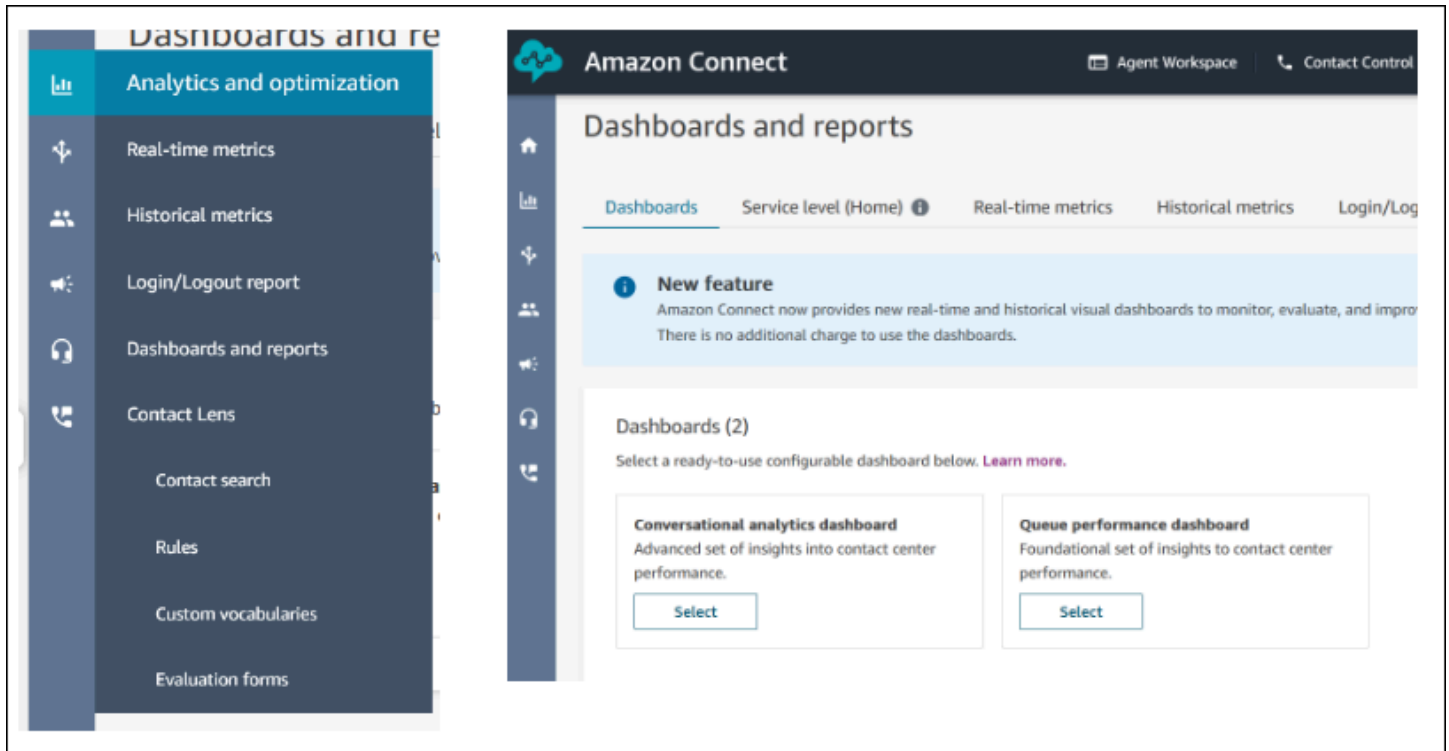 Dashboards and re
Analytics and optimization
Real-time metrics
Historical metrics
Login/Logout report
Dashboards and reports
Contact Lens
Contact search
Rules
Custom vocabularies
Evaluation forms
Amazon Connect
Agent Workspace
Contact Control
Dashboards and reports
Dashboards
Service level (Home)
Real-time metrics
Historical metrics
Login/Log
New feature
Amazon Connect now provides new real-time and historical visual dashboards to monitor, evaluate, and impro
There is no additional charge to use the dashboards.
Dashboards (2)
Select a ready-to-use configurable dashboard below. Learn more.
Conversational analytics dashboard
Advanced set of insights into contact center
performance.
Select
Queue performance dashboard
Foundational set of insights to contact center
performance.
Select